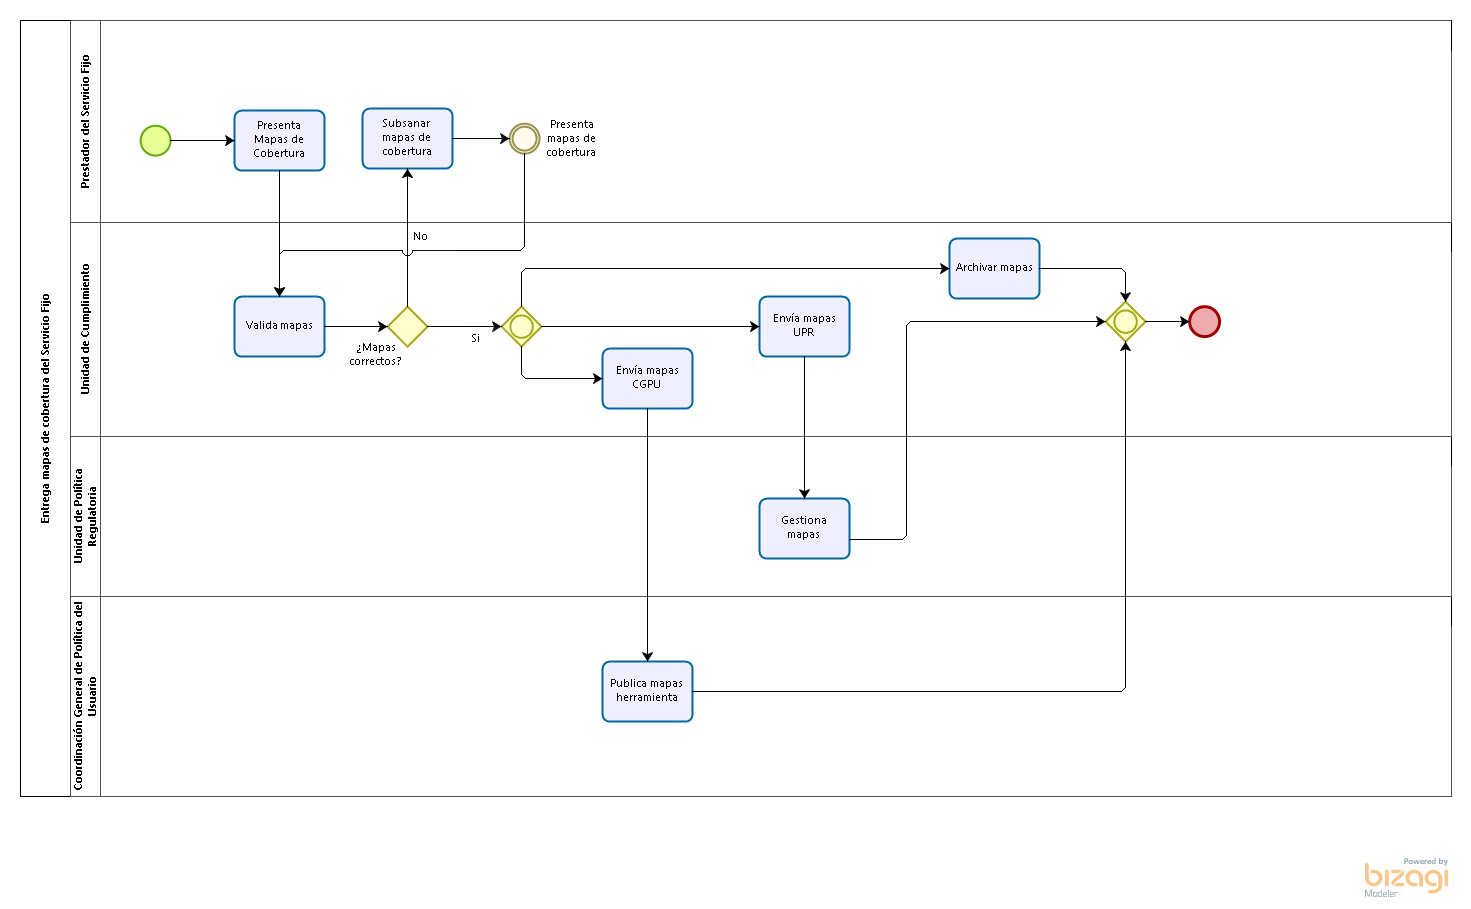 Entrega mapas de cobertura del Servicio Fijo
Prestador del Servicio Fijo
Presenta
Mapas de
Cobertura
Subsanar
mapas de
cobertura
Presenta
mapas de
cobertura
Unidad de Cumplimiento
No
Valida mapas
¿Mapas
correctos?
Si
Envía mapas
CGPU
Envía mapas
UPR
Archivar mapas
Unidad de Política
Regulatoria
Gestiona
mapas
Coordinación General de Política del
Usuario
Publica mapas
herramienta
Powered by
bizagi
Modeler